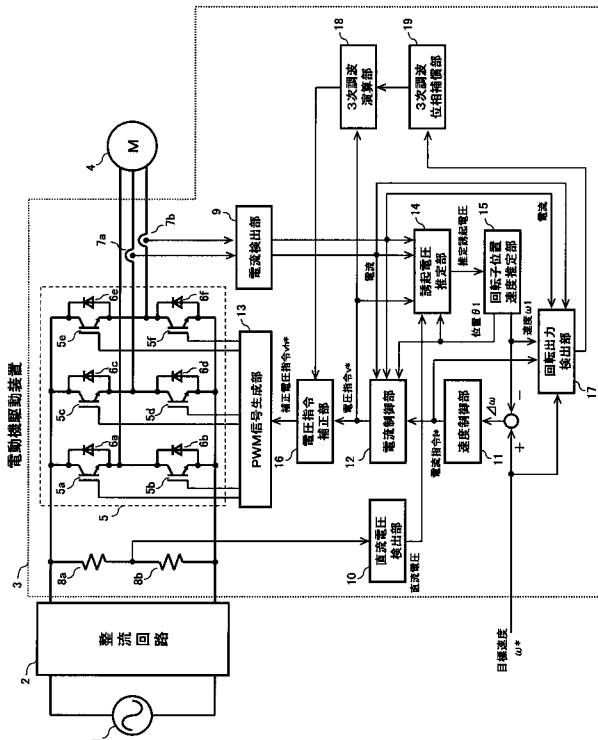 電動機駆動装置
3
2
整流回路
8a
8b
5
5a
6a
5b
6b
5c
6c
5d
6d
5e
6e
5f
6f
7a
7b
4
M
13
PWM信号生成部
9
電流検出部
18
3次調波
演算部
19
3次調波
位相補償部
補正電圧指令vh*
16
電圧指令
補正部
電圧指令v*
電流
12
電流制御部
14
誘起電圧
推定部
推定誘起電圧
15
回転子位置
速度推定部
10
直流電圧
検出部
直流電圧
電流指令i*
11
速度制御部
Δω
位置θ1
速度ω1
電流
17
回転出力
検出部
+
−
目標速度
ω*